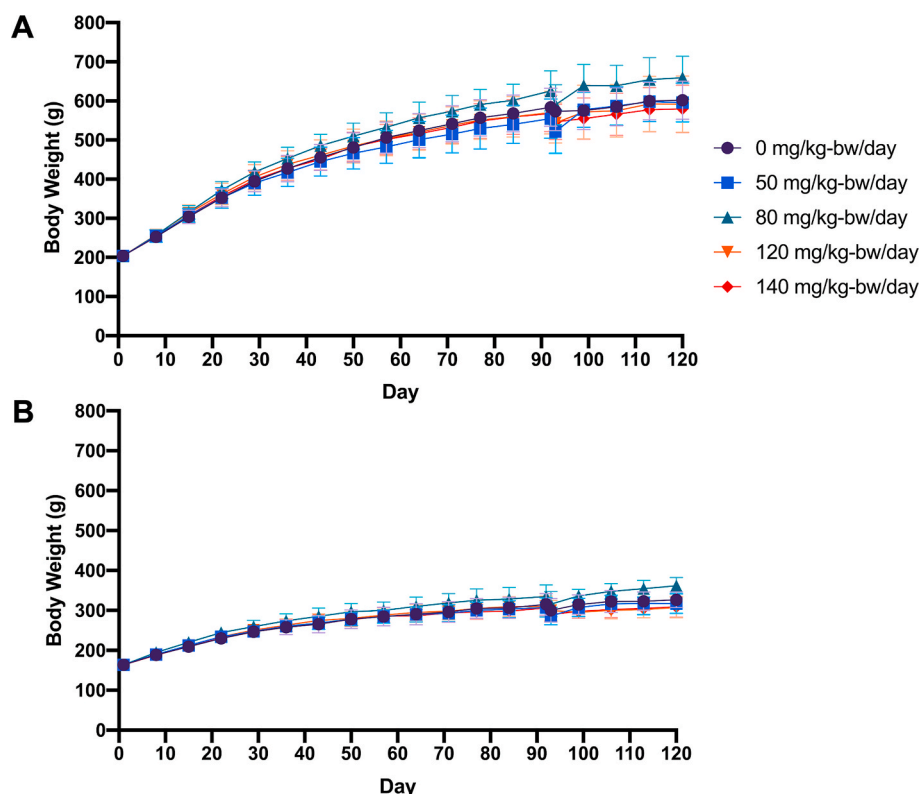 A
800
700
600
500
400
300
200
100
0
Body Weight (g)
0 10 20 30 40 50 60 70 80 90 100 110 120
Day
0 mg/kg-bw/day
50 mg/kg-bw/day
80 mg/kg-bw/day
120 mg/kg-bw/day
140 mg/kg-bw/day
B
800
700
600
500
400
300
200
100
0
Body Weight (g)
0 10 20 30 40 50 60 70 80 90 100 110 120
Day